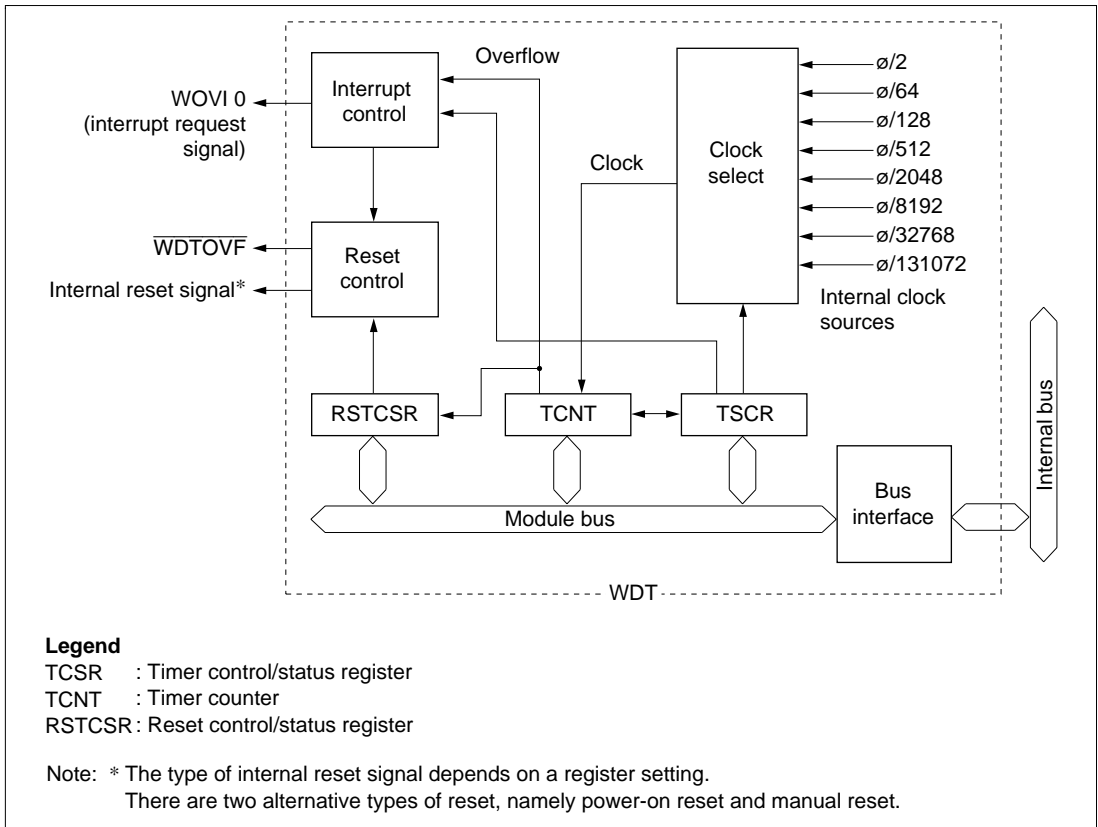 Overflow
Interrupt
control
WOVI 0
(interrupt request
signal)
Clock
Clock
select
ø/2
ø/64
ø/128
ø/512
ø/2048
ø/8192
ø/32768
ø/131072
Internal clock
sources
WDTOVF
Internal reset signal*
Reset
control
RSTCSR
TCNT
TSCR
Module bus
Bus
interface
Internal bus
WDT
Legend
TCSR : Timer control/status register
TCNT : Timer counter
RSTCSR : Reset control/status register
Note: * The type of internal reset signal depends on a register setting.
There are two alternative types of reset, namely power-on reset and manual reset.